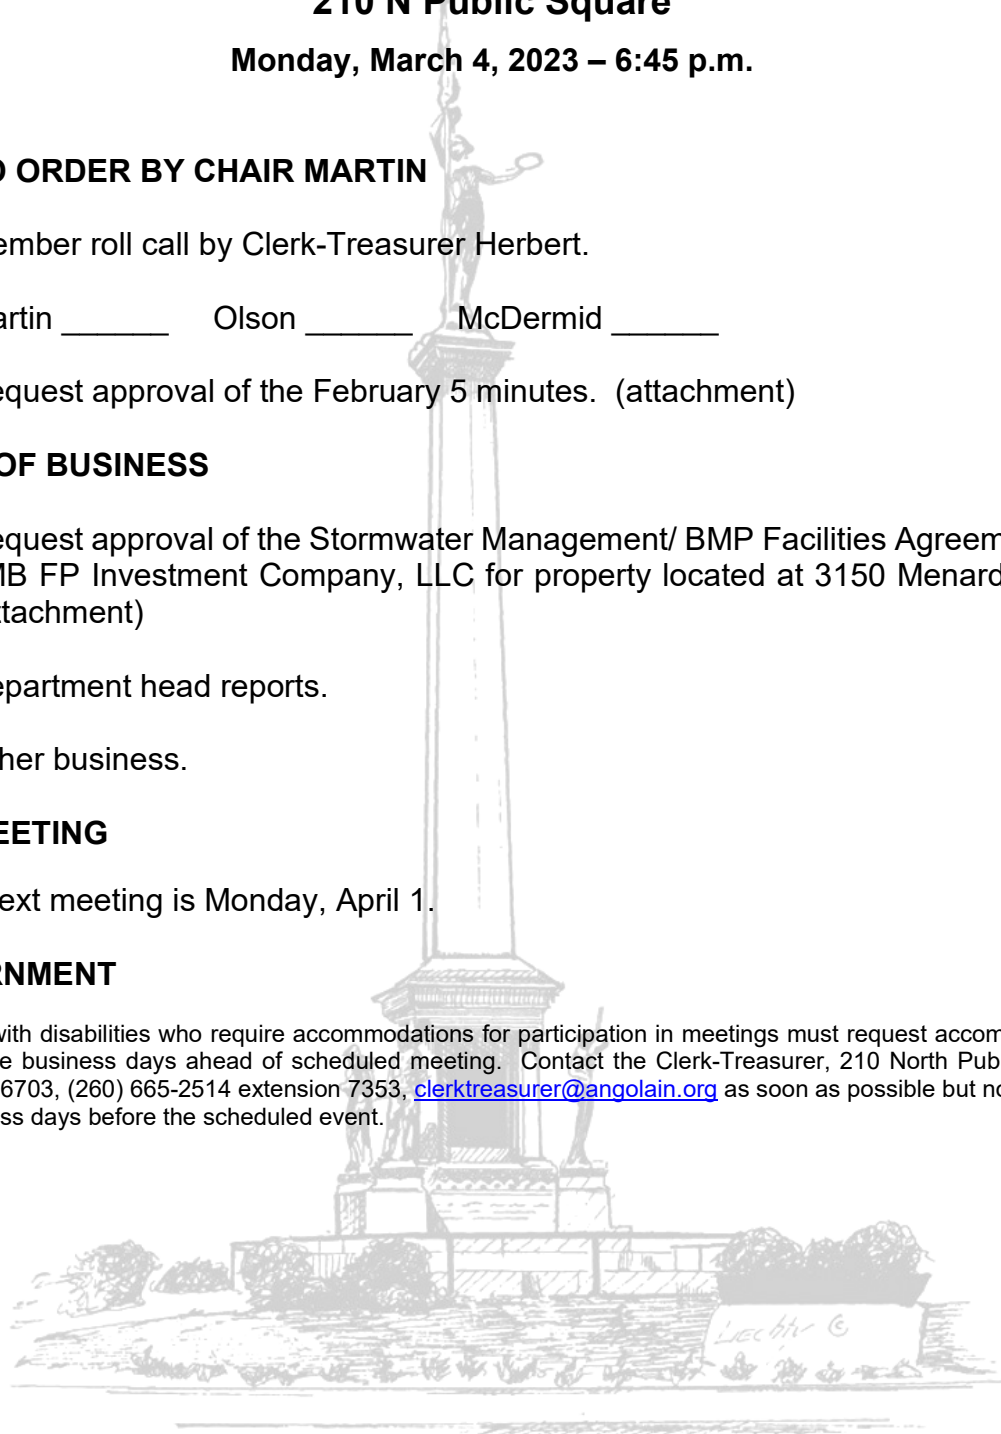 210 N Public Square
Monday, March 4, 2023 – 6:45 p.m.
O ORDER BY CHAIR MARTIN
ember roll call by Clerk-Treasurer Herbert.
artin ______ Olson ______ McDermid ______
equest approval of the February 5 minutes. (attachment)
OF BUSINESS
equest approval of the Stormwater Management/ BMP Facilities Agreem
MB FP Investment Company, LLC for property located at 3150 Menard
ttachment)
epartment head reports.
her business.
EETING
ext meeting is Monday, April 1.
RNMENT
with disabilities who require accommodations for participation in meetings must request accom
e business days ahead of scheduled meeting. Contact the Clerk-Treasurer, 210 North Pub
6703, (260) 665-2514 extension 7353, clerktreasurer@angolain.org as soon as possible but no
ss days before the scheduled event.